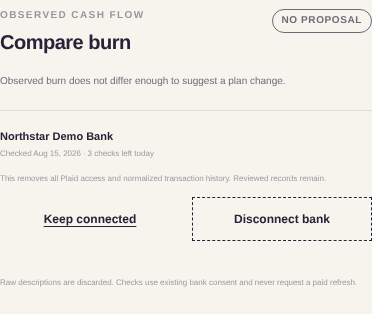 OBSERVED CASH FLOW
NO PROPOSAL
Compare burn
Observed burn does not differ enough to suggest a plan change.
Northstar Demo Bank
Checked Aug 15, 2026 · 3 checks left today
This removes all Plaid access and normalized transaction history. Reviewed records remain.
Keep connected
Disconnect bank
Raw descriptions are discarded. Checks use existing bank consent and never request a paid refresh.